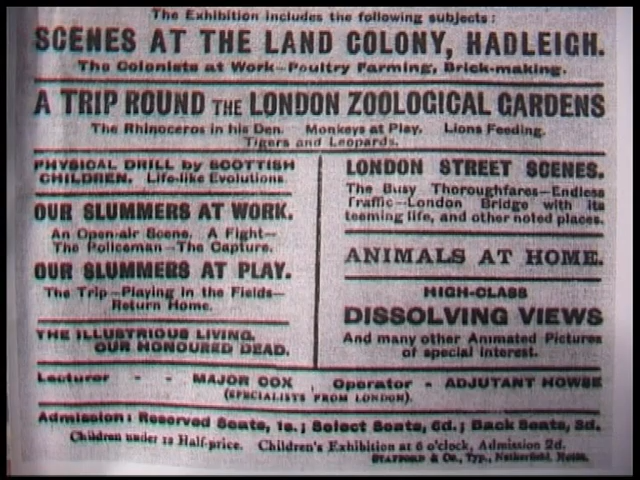 The Exhibition includes the following subjects:
SCENES AT THE LAND COLONY, HADLEIGH.
The Colonists at Work—Poultry Farming, Brick-making.
A TRIP ROUND THE LONDON ZOOLOGICAL GARDENS
The Rhinoceros in his Den. Monkeys at Play. Lions Feeding.
Tigers and Leopards.
PHYSICAL DRILL by SCOTTISH
CHILDREN. Life-like Evolutions
OUR SLUMMERS AT WORK.
An Open-air Scene. A Fight—
The Policeman—The Capture.
OUR SLUMMERS AT PLAY.
The Trip—Playing in the Fields—
Return Home.
THE ILLUSTRIOUS LIVING.
OUR HONOURED DEAD.
LONDON STREET SCENES.
The Busy Thoroughfares—Endless
Traffic—London Bridge with its
teeming life, and other noted places.
ANIMALS AT HOME.
HIGH-CLASS
DISSOLVING VIEWS
And many other Animated Pictures
of special interest.
Lecturer - - MAJOR COX, Operator - ADJUTANT HOWSE
(SPECIALISTS FROM LONDON).
Admission: Reserved Seats, 1s.; Select Seats, 6d.; Back Seats, 3d.
Children under 12 Half-price. Children's Exhibition at 6 o'clock, Admission 2d.
STAFFORD & Co., Typ., Netherfield, Notts.